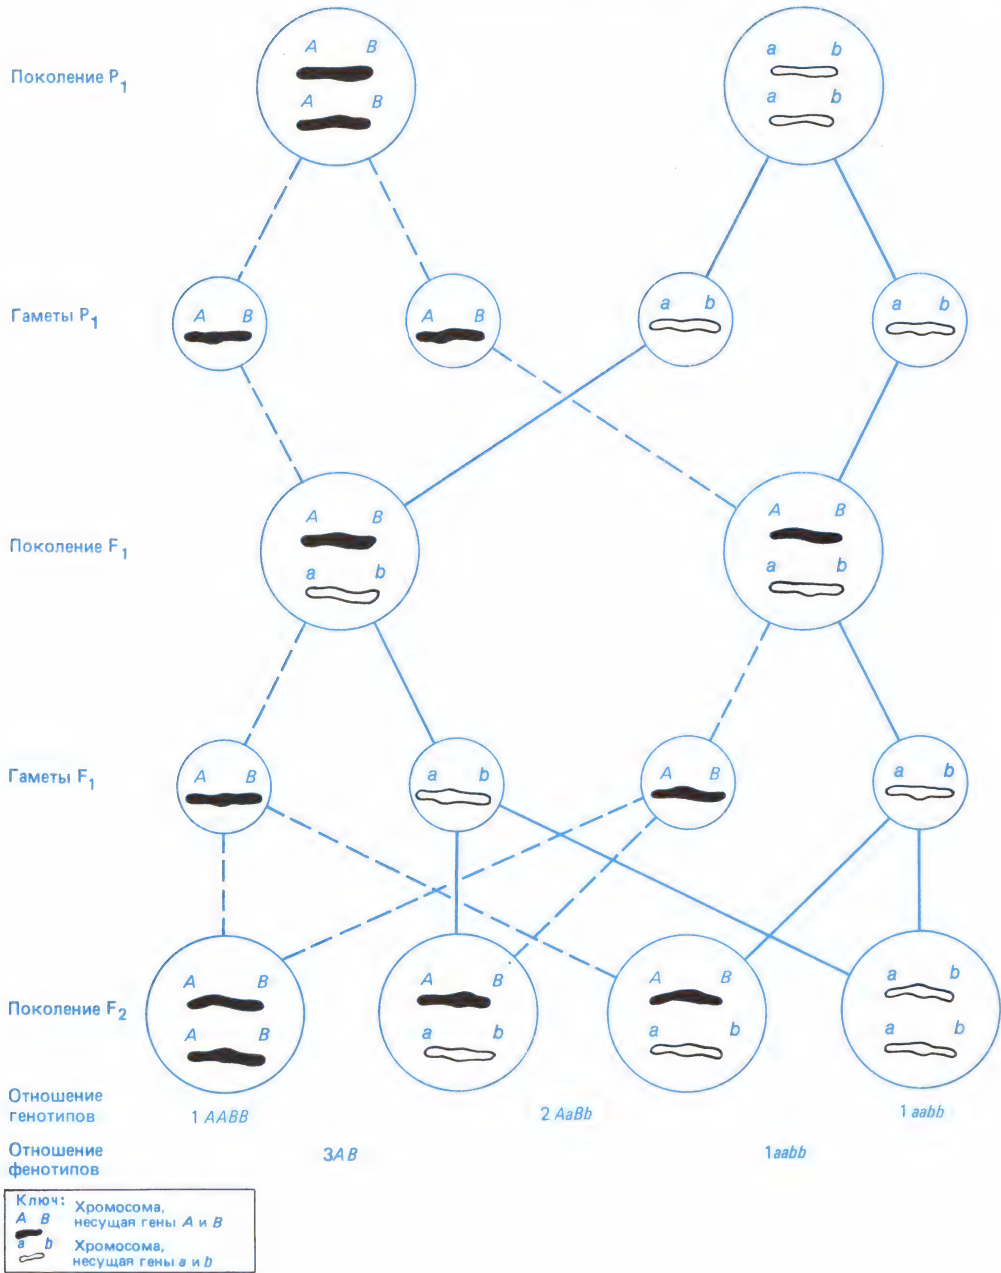 A B a b
Поколение P1
A B a b
Гаметы P1
A B A B a b a b
A B A B
Поколение F1
a b a b
Гаметы F1
A B a b A B a b
A B A B A B a b
Поколение F2
A B a b a b a b
Отношение
генотипов
1 AABB 2 AaBb 1 aabb
Отношение
фенотипов
3AB 1aabb
Ключ:
A B Хромосома,
несущая гены A и B
a b Хромосома,
несущая гены a и b